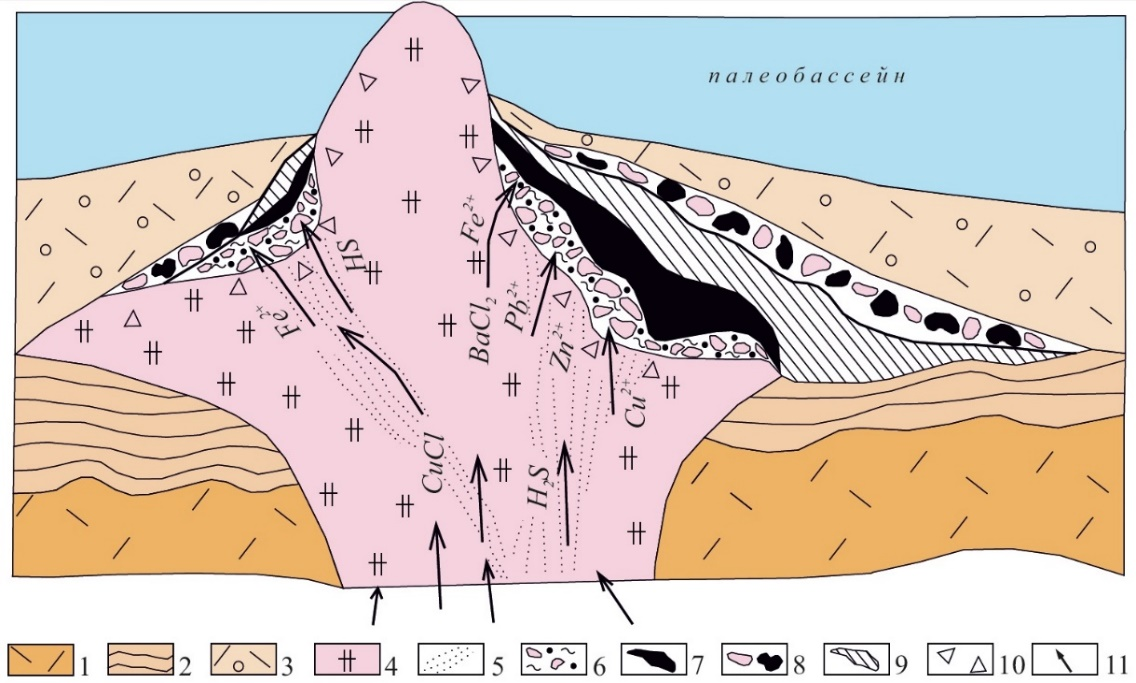 палеобассейн
HS
Fe²⁺
Fe²⁺
BaCl₂
Pb²⁺
Zn²⁺
Cu²⁺
CuCl
H₂S
1 2 3 4 5 6 7 8 9 10 11